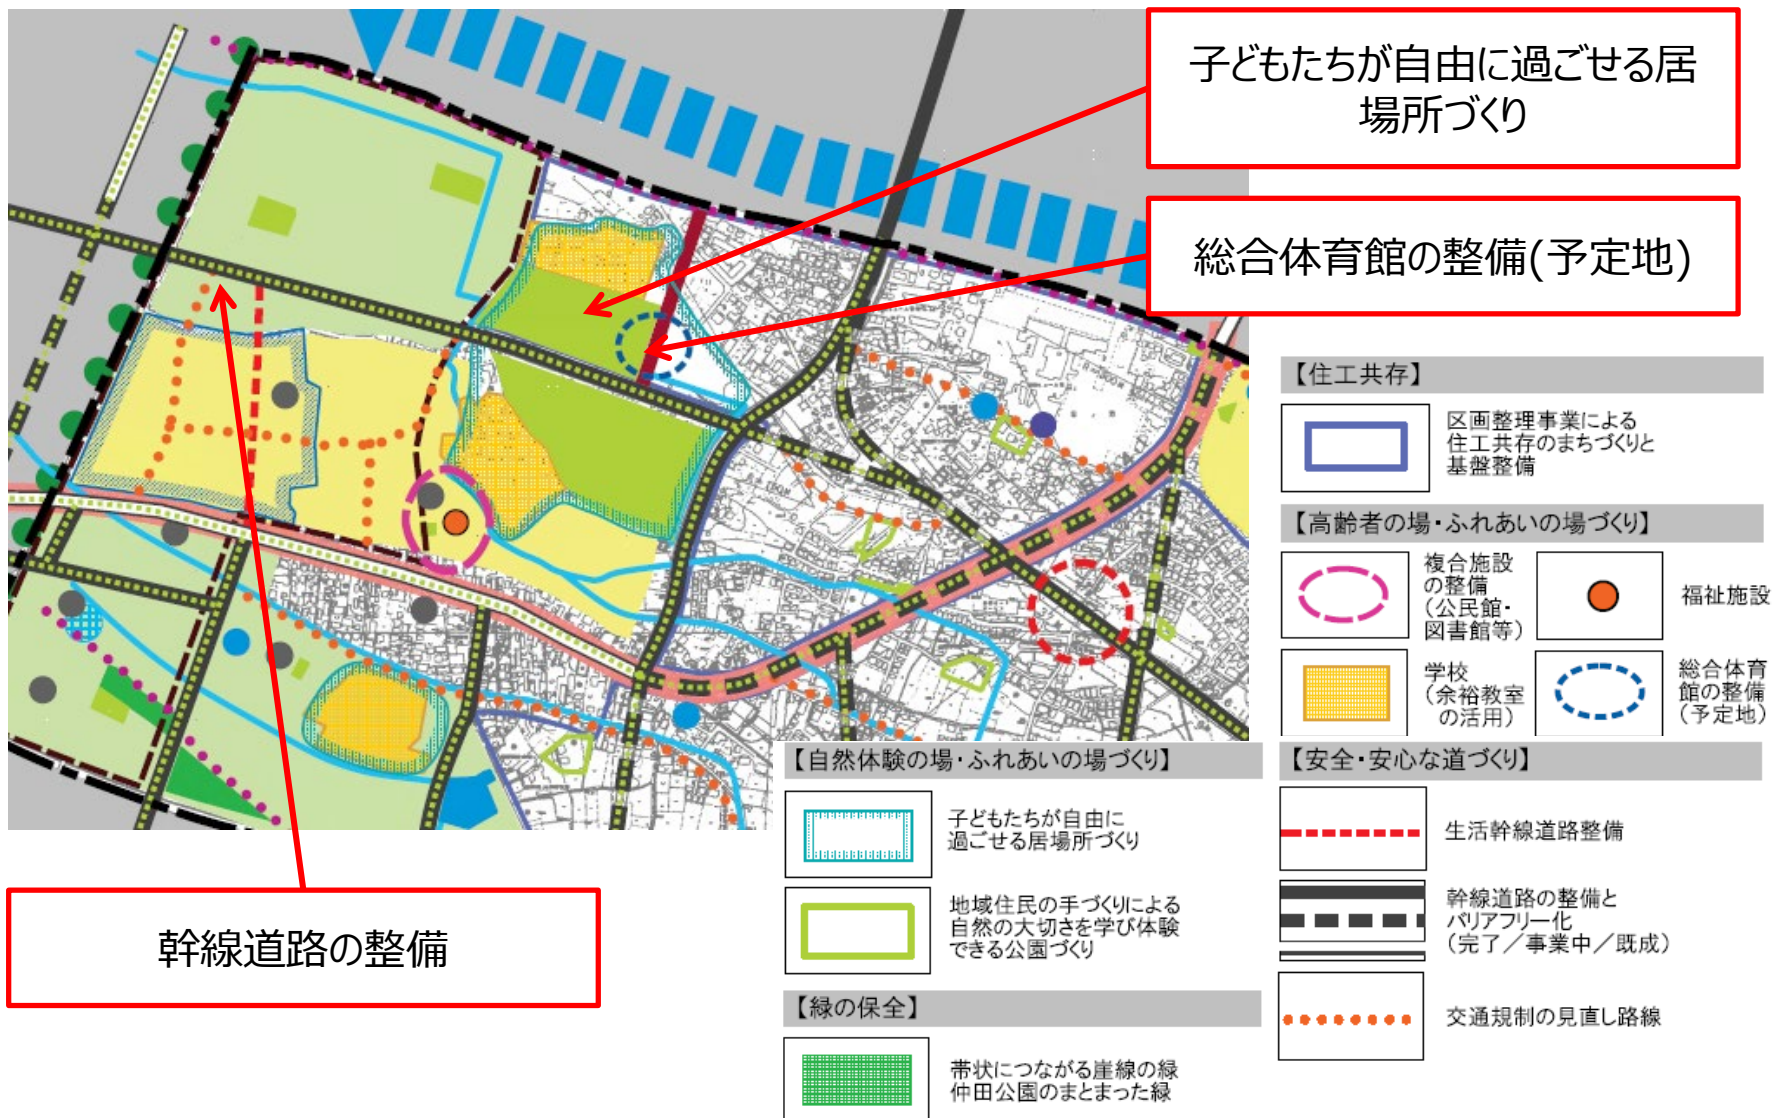 子どもたちが自由に過ごせる居
場所づくり
総合体育館の整備(予定地)
幹線道路の整備
【住工共存】
区画整理事業による
住工共存のまちづくりと
基盤整備
【高齢者の場・ふれあいの場づくり】
複合施設
の整備
(公民館・
図書館等)
福祉施設
学校
(余裕教室
の活用)
総合体育
館の整備
(予定地)
【自然体験の場・ふれあいの場づくり】
子どもたちが自由に
過ごせる居場所づくり
地域住民の手づくりによる
自然の大切さを学び体験
できる公園づくり
【緑の保全】
帯状につながる崖線の緑
仲田公園のまとまった緑
【安全・安心な道づくり】
生活幹線道路整備
幹線道路の整備と
バリアフリー化
(完了/事業中/既成)
交通規制の見直し路線